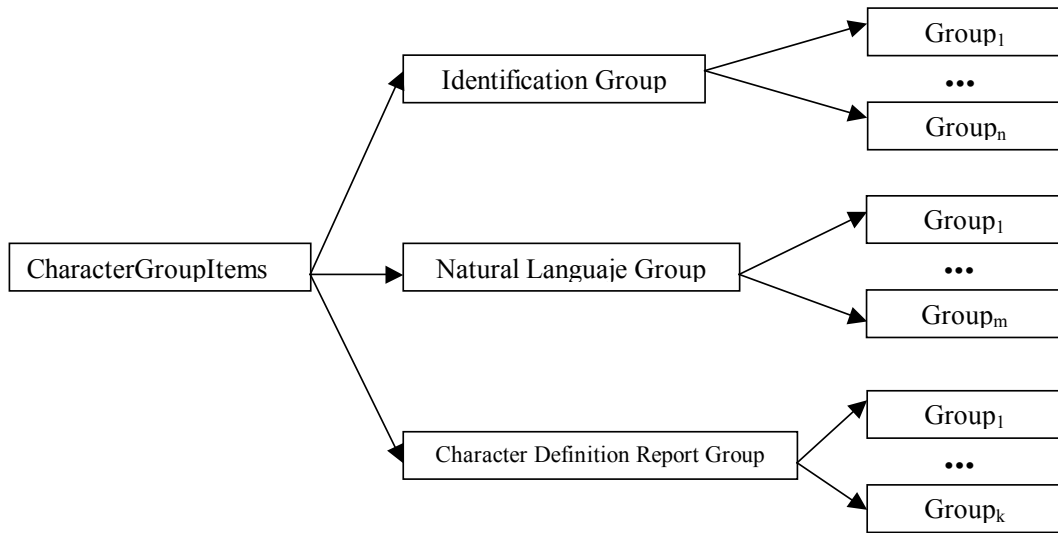 Group1
Identification Group
•••
Groupn
Group1
CharacterGroupItems
Natural Languaje Group
•••
Groupm
Group1
Character Definition Report Group
•••
Groupk